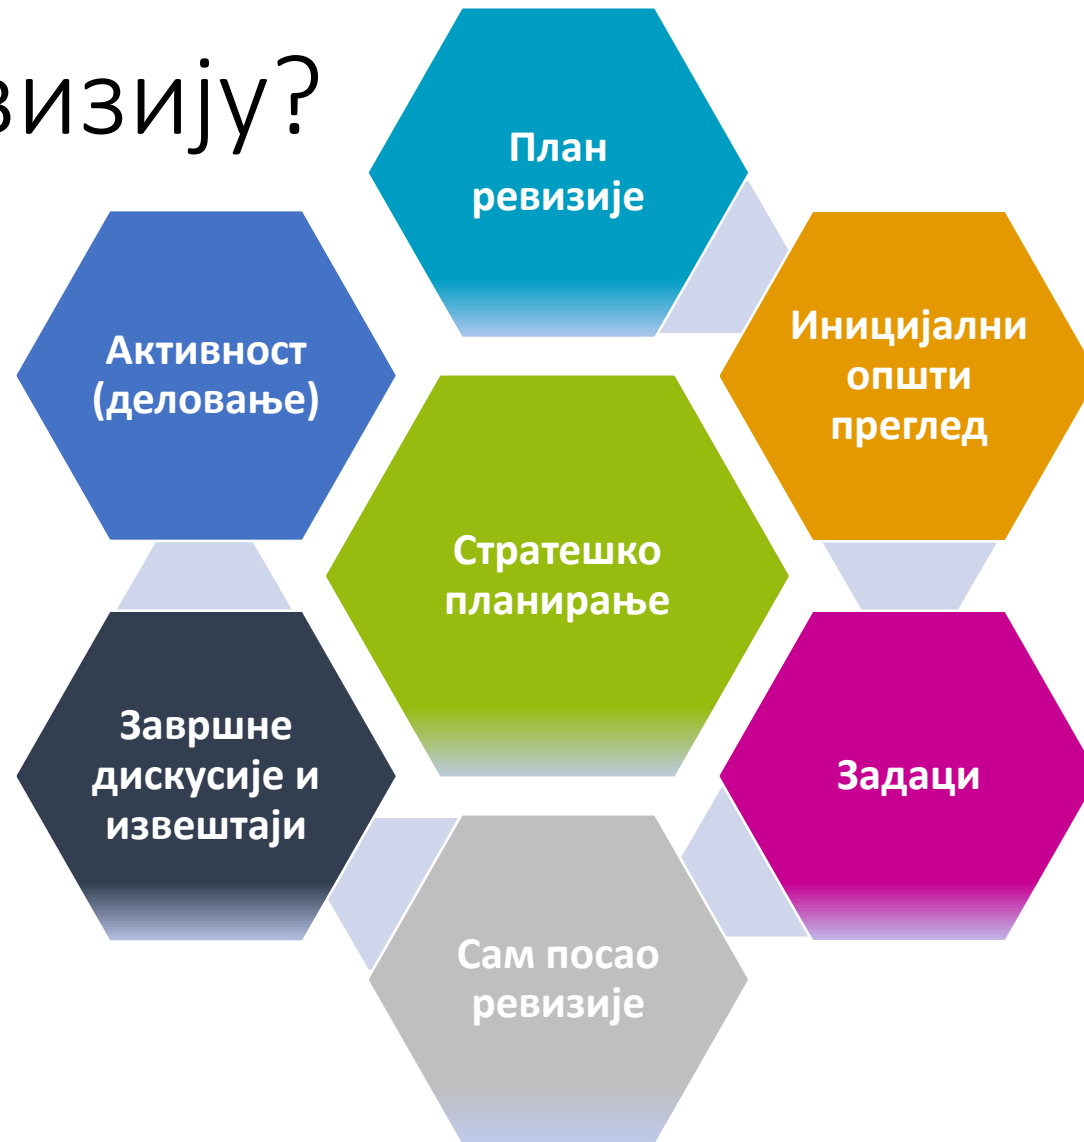 визију?
План
ревизије
Иницијални
општи
преглед
Активност
(деловање)
Стратешко
планирање
Задаци
Завршне
дискусије и
извештаји
Сам посао
ревизије